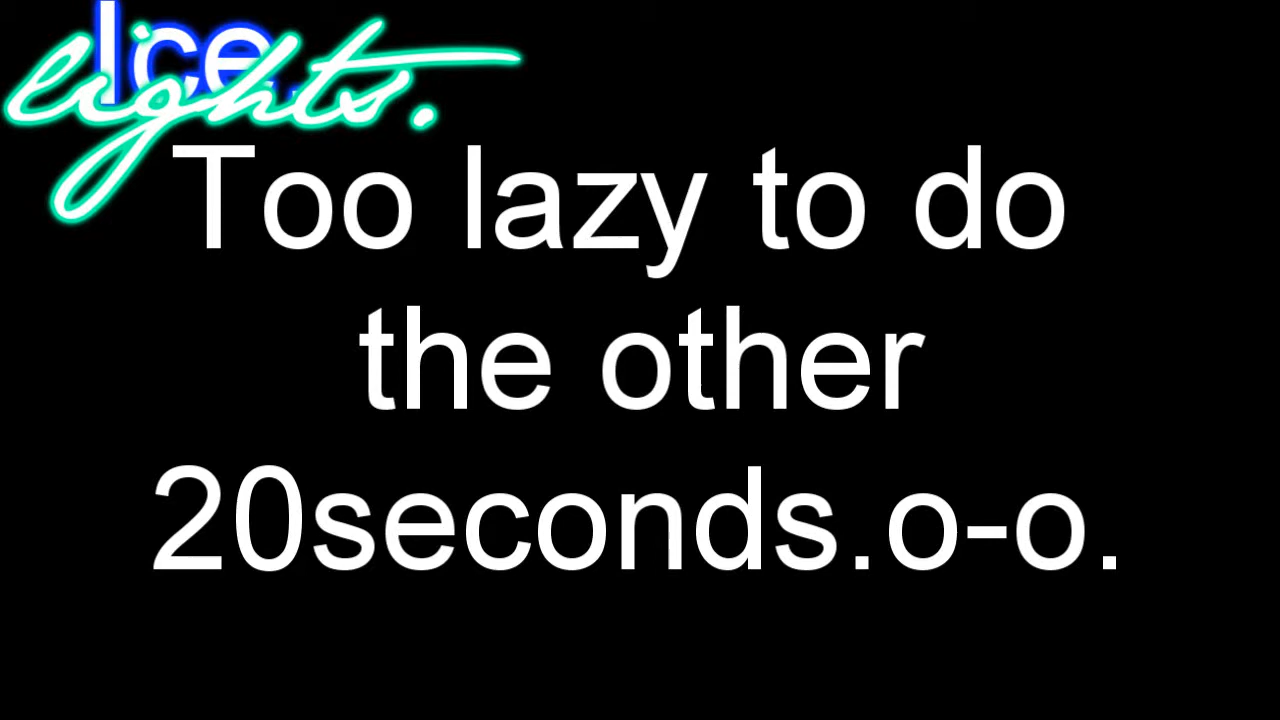 Ice.
lights.
Too lazy to do
the other
20seconds.o-o.